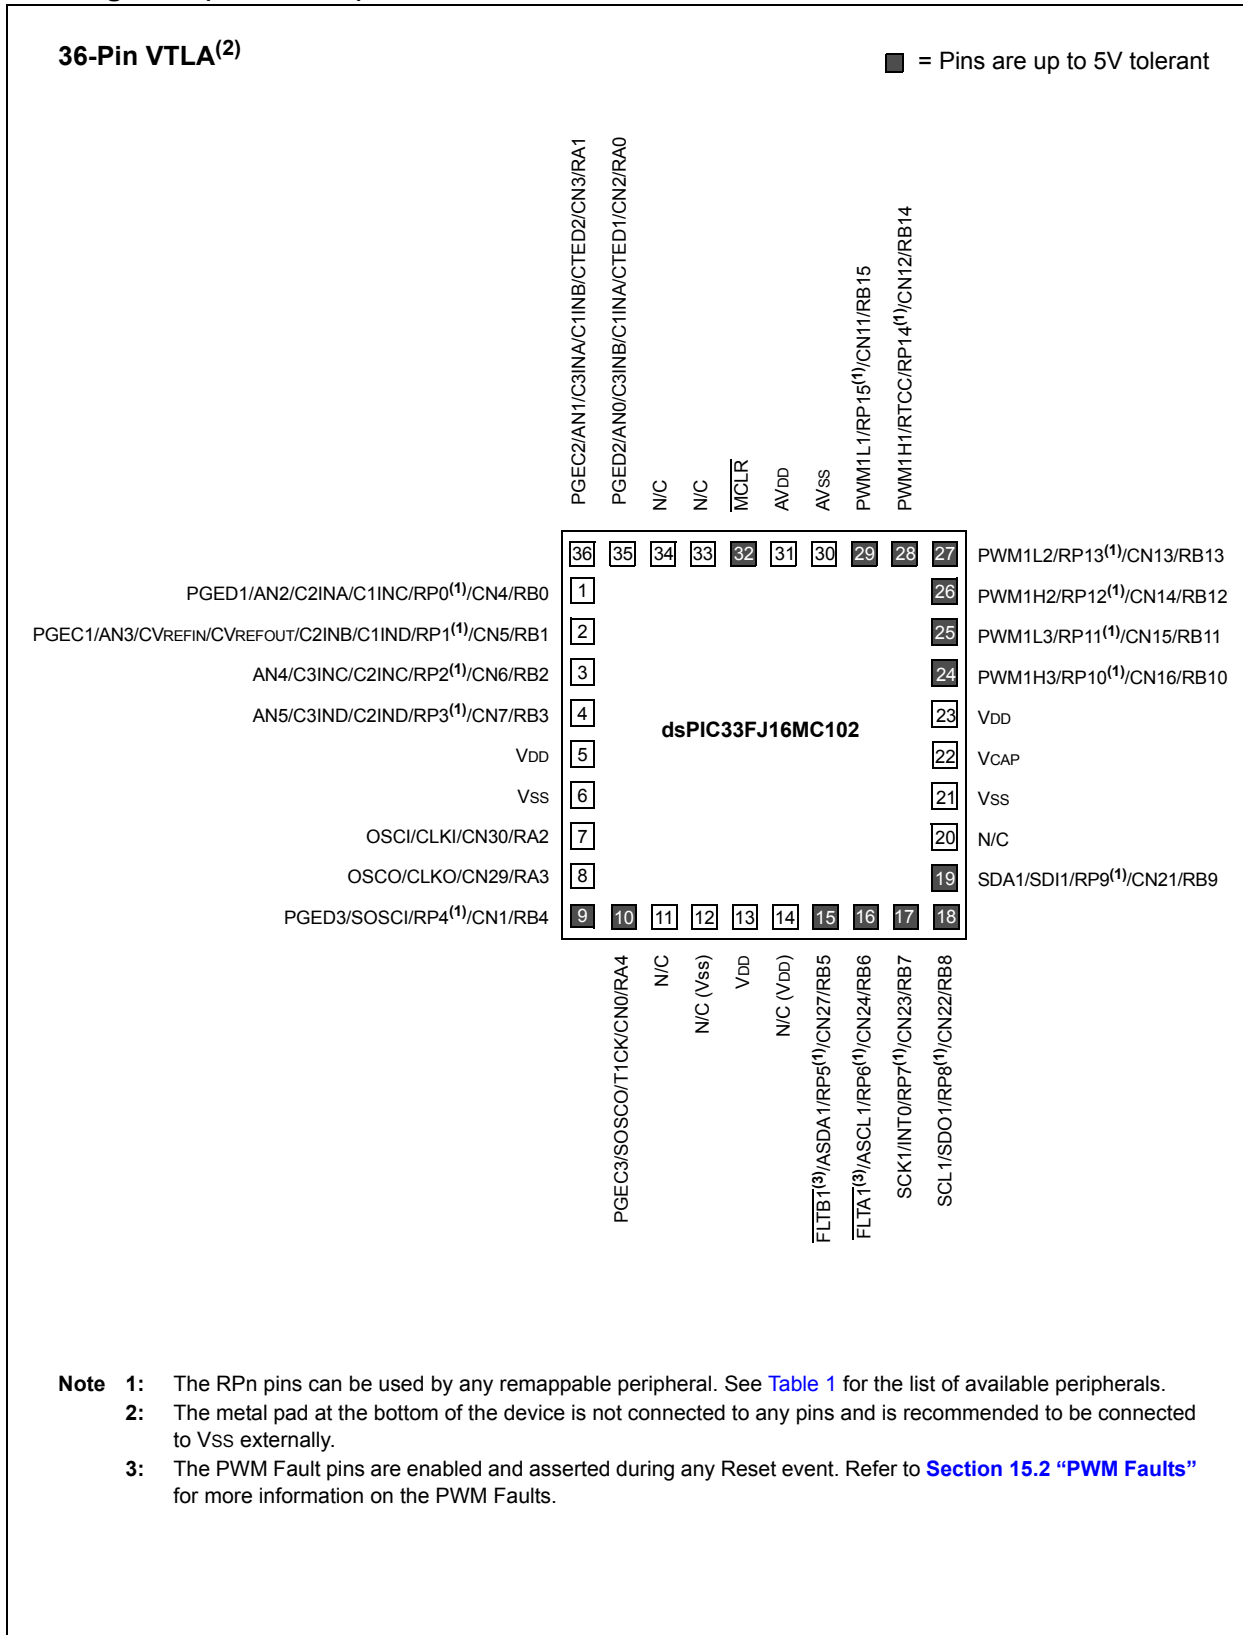 36-Pin VTLA(2)
= Pins are up to 5V tolerant
PGEC2/AN1/C3INA/C1INB/CTED2/CN3/RA1
PGED2/AN0/C3INB/C1INA/CTED1/CN2/RA0
N/C
N/C
MCLR
AVDD
AVSS
PWM1L1/RP15(1)/CN11/RB15
PWM1H1/RTCC/RP14(1)/CN12/RB14
36 35 34 33 32 31 30 29 28 27 PWM1L2/RP13(1)/CN13/RB13
PGED1/AN2/C2INA/C1INC/RP0(1)/CN4/RB0 1 26 PWM1H2/RP12(1)/CN14/RB12
PGEC1/AN3/CVREFIN/CVREFOUT/C2INB/C1IND/RP1(1)/CN5/RB1 2 25 PWM1L3/RP11(1)/CN15/RB11
AN4/C3INC/C2INC/RP2(1)/CN6/RB2 3 24 PWM1H3/RP10(1)/CN16/RB10
AN5/C3IND/C2IND/RP3(1)/CN7/RB3 4 dsPIC33FJ16MC102 23 VDD
VDD 5 22 VCAP
VSS 6 21 VSS
OSCI/CLKI/CN30/RA2 7 20 N/C
OSCO/CLKO/CN29/RA3 8 19 SDA1/SDI1/RP9(1)/CN21/RB9
PGED3/SOSCI/RP4(1)/CN1/RB4 9 10 11 12 13 14 15 16 17 18
PGEC3/SOSCO/T1CK/CN0/RA4
N/C
N/C (Vss)
VDD
N/C (VDD)
FLTB1(3)/ASDA1/RP5(1)/CN27/RB5
FLTA1(3)/ASCL1/RP6(1)/CN24/RB6
SCK1/INT0/RP7(1)/CN23/RB7
SCL1/SDO1/RP8(1)/CN22/RB8
Note 1: The RPn pins can be used by any remappable peripheral. See Table 1 for the list of available peripherals.
2: The metal pad at the bottom of the device is not connected to any pins and is recommended to be connected
to VSS externally.
3: The PWM Fault pins are enabled and asserted during any Reset event. Refer to Section 15.2 “PWM Faults”
for more information on the PWM Faults.